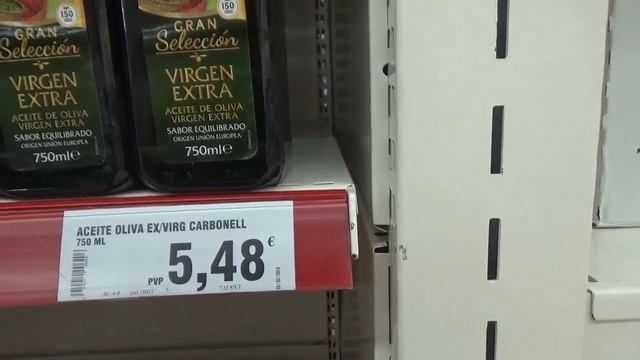 150
GRAN
Selección
VIRGEN
EXTRA
ACEITE DE OLIVA
VIRGEN EXTRA
SABOR EQUILIBRADO
ORIGEN UNIÓN EUROPEA
750ml e
150
GRAN
Selección
VIRGEN
EXTRA
ACEITE DE OLIVA
VIRGEN EXTRA
SABOR EQUILIBRADO
ORIGEN UNIÓN EUROPEA
750ml e
ACEITE OLIVA EX/VIRG CARBONELL
750 ML
PVP 5,48 €
7,31 €/LT